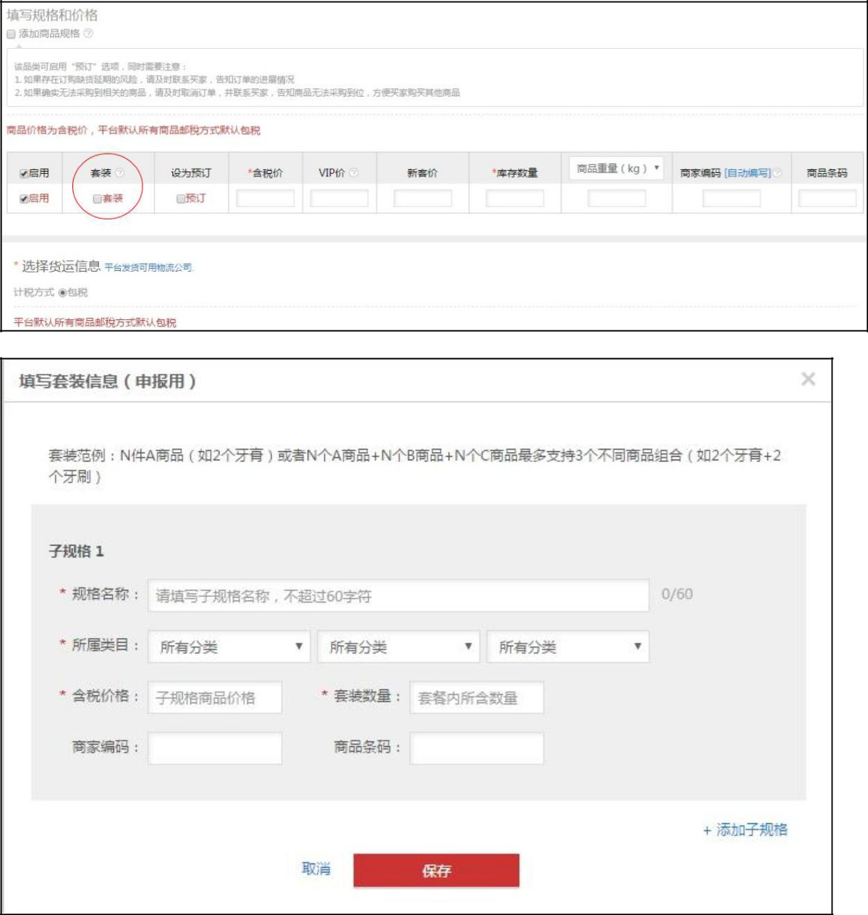 填写规格和价格
添加商品规格 ?
该品类可启用“预订”选项，同时需要注意：
1. 如果存在订购缺货延期的风险，请及时联系买家，告知订单的进展情况
2. 如果确实无法采购到相关的商品，请及时取消订单，并联系买家，告知商品无法采购到位，方便买家购买其他商品
商品价格为含税价，平台默认所有商品邮税方式默认包税
启用 套装 ? 设为预订 *含税价 VIP价 ? 新客价 *库存数量 商品重量（kg） ▼ 商家编码 [自动编写] ? 商品条码
启用 套装 预订
* 选择货运信息 平台发货可用物流公司.
计税方式 包税
平台默认所有商品邮税方式默认包税
填写套装信息（申报用） ×
套装范例：N件A商品（如2个牙膏）或者N个A商品+N个B商品+N个C商品最多支持3个不同商品组合（如2个牙膏+2
个牙刷）
子规格 1
* 规格名称： 请填写子规格名称，不超过60字符 0/60
* 所属类目： 所有分类 ▼ 所有分类 ▼ 所有分类 ▼
* 含税价格： 子规格商品价格 * 套装数量： 套餐内所含数量
商家编码： 商品条码：
+ 添加子规格
取消 保存